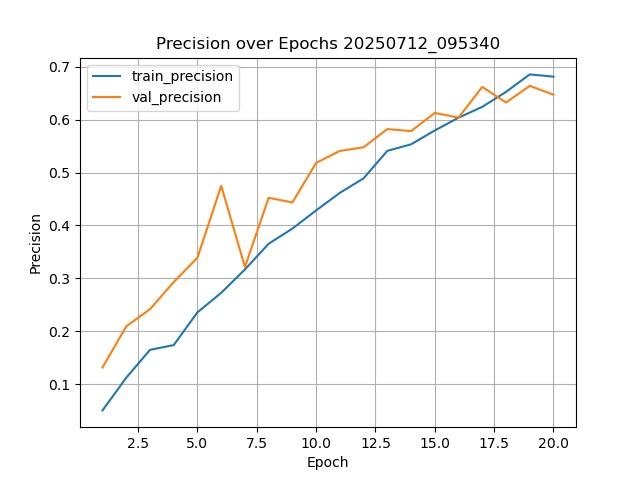 Precision over Epochs 20250712_095340
train_precision
val_precision
0.7
0.6
0.5
0.4
0.3
0.2
0.1
Precision
2.5 5.0 7.5 10.0 12.5 15.0 17.5 20.0
Epoch